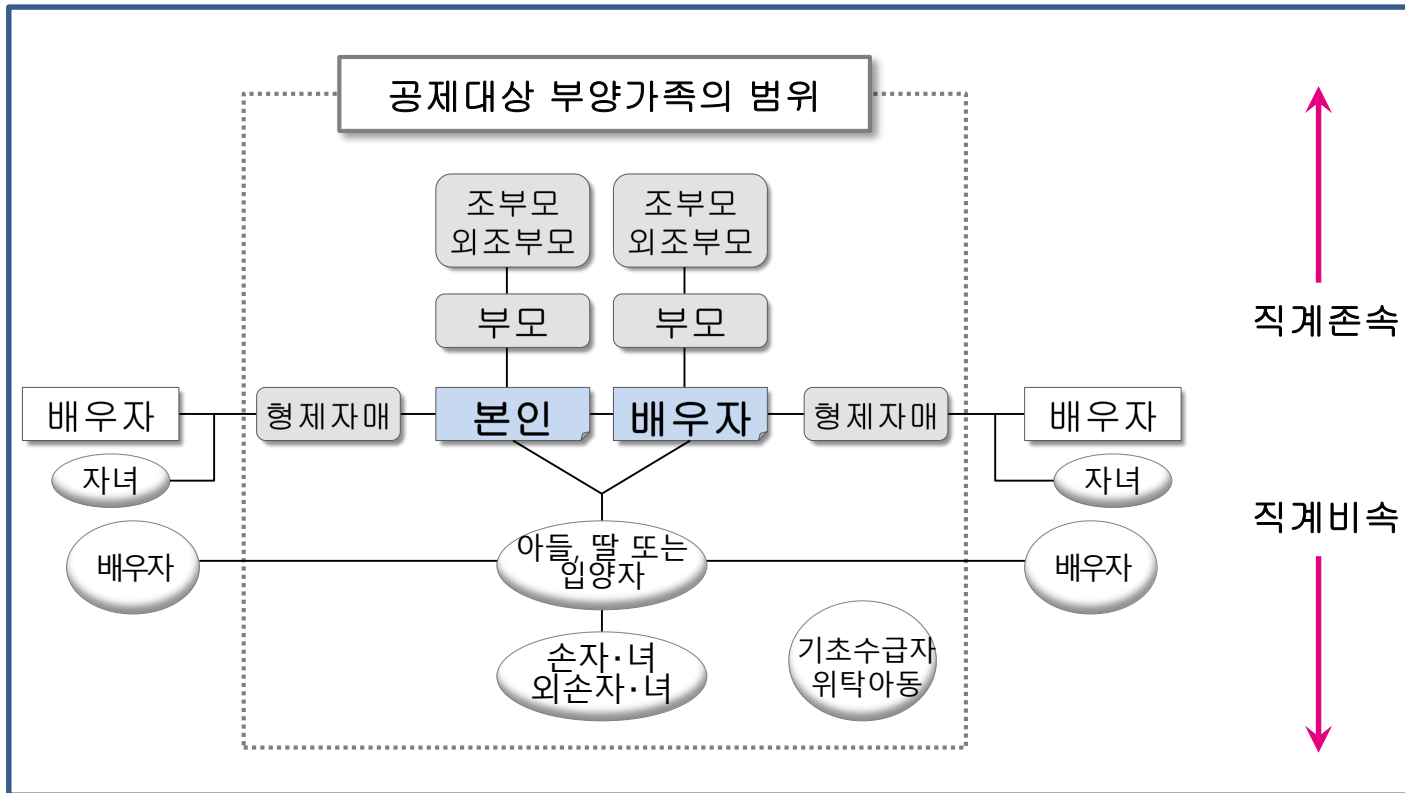 공제대상 부양가족의 범위
조부모
외조부모
조부모
외조부모
부모
부모
직계존속
배우자
형제자매
본인
배우자
형제자매
배우자
자녀
자녀
직계비속
배우자
아들, 딸 또는
입양자
배우자
손자·녀
외손자·녀
기초수급자
위탁아동